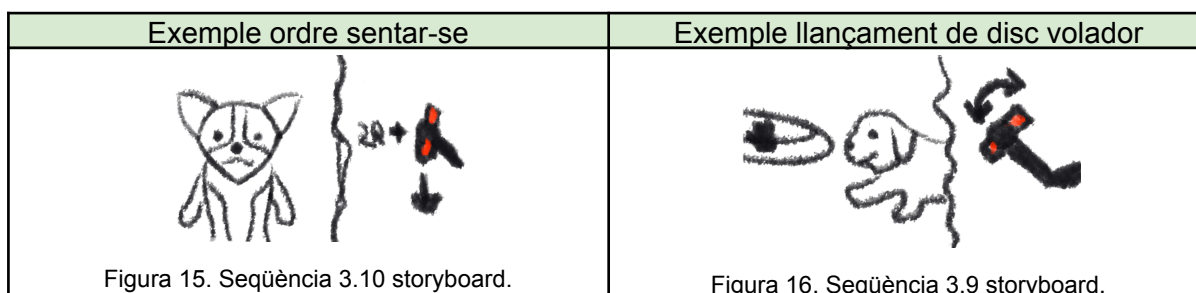 Exemple ordre sentar-se
Exemple llançament de disc volador
Figura 15. Seqüència 3.10 storyboard.
Figura 16. Seqüència 3.9 storyboard.